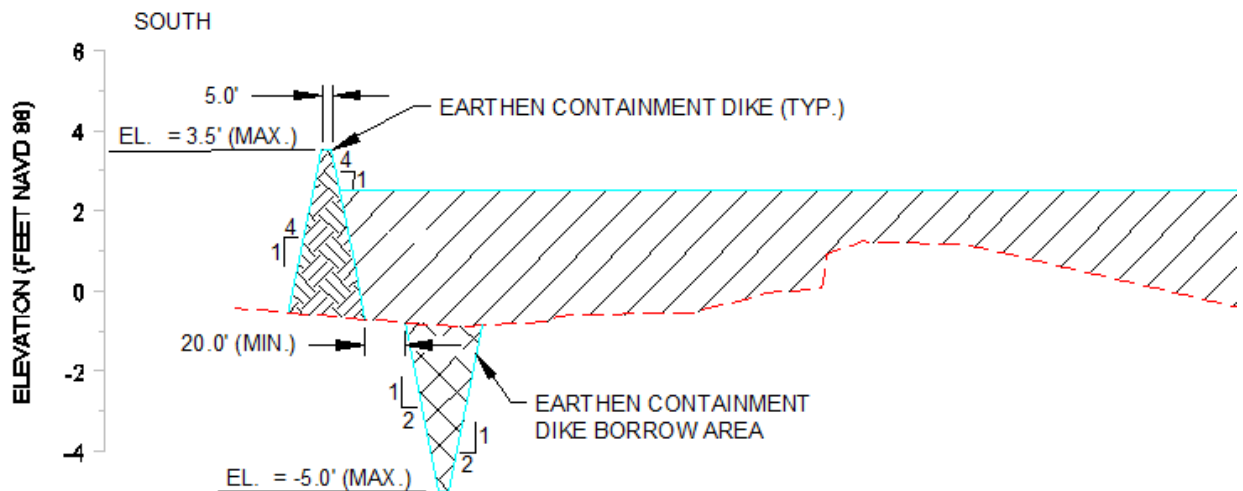 SOUTH
6
5.0'
EARTHEN CONTAINMENT DIKE (TYP.)
4
EL. = 3.5' (MAX.)
4
1
2
4
1
0
20.0' (MIN.)
-2
1
2
EARTHEN CONTAINMENT
DIKE BORROW AREA
1
2
-4
EL. = -5.0' (MAX.)
ELEVATION (FEET NAVD 88)